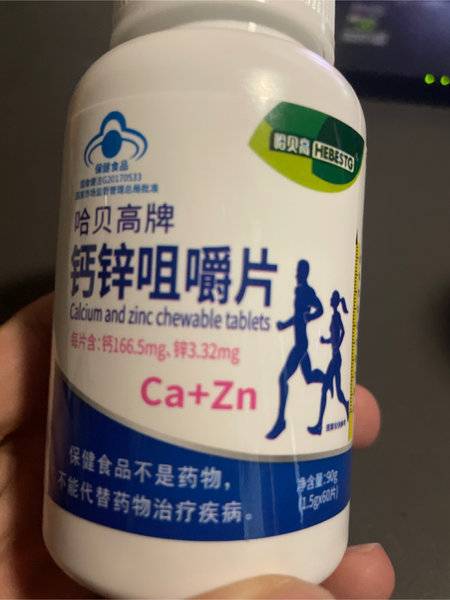 保健食品
国食健注G20170533
国家市场监督管理总局批准
哈贝高 HEBESTG
哈贝高牌
钙锌咀嚼片
Calcium and zinc chewable tablets
每片含:钙166.5mg、锌3.32mg
Ca+Zn
保健食品不是药物，
不能代替药物治疗疾病。
净含量:90g
(1.5gx60片)